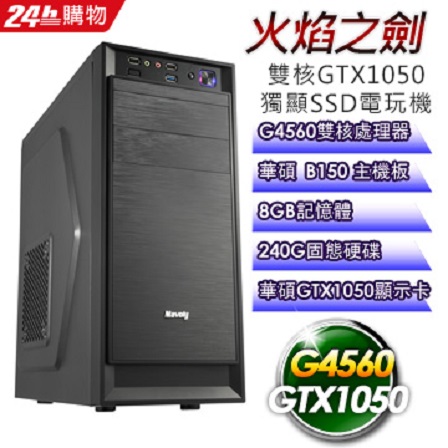 24h購物
火焰之劍
雙核GTX1050
獨顯SSD電玩機
G4560雙核處理器
華碩 B150 主機板
8GB記憶體
240G固態硬碟
華碩GTX1050顯示卡
G4560
GTX1050